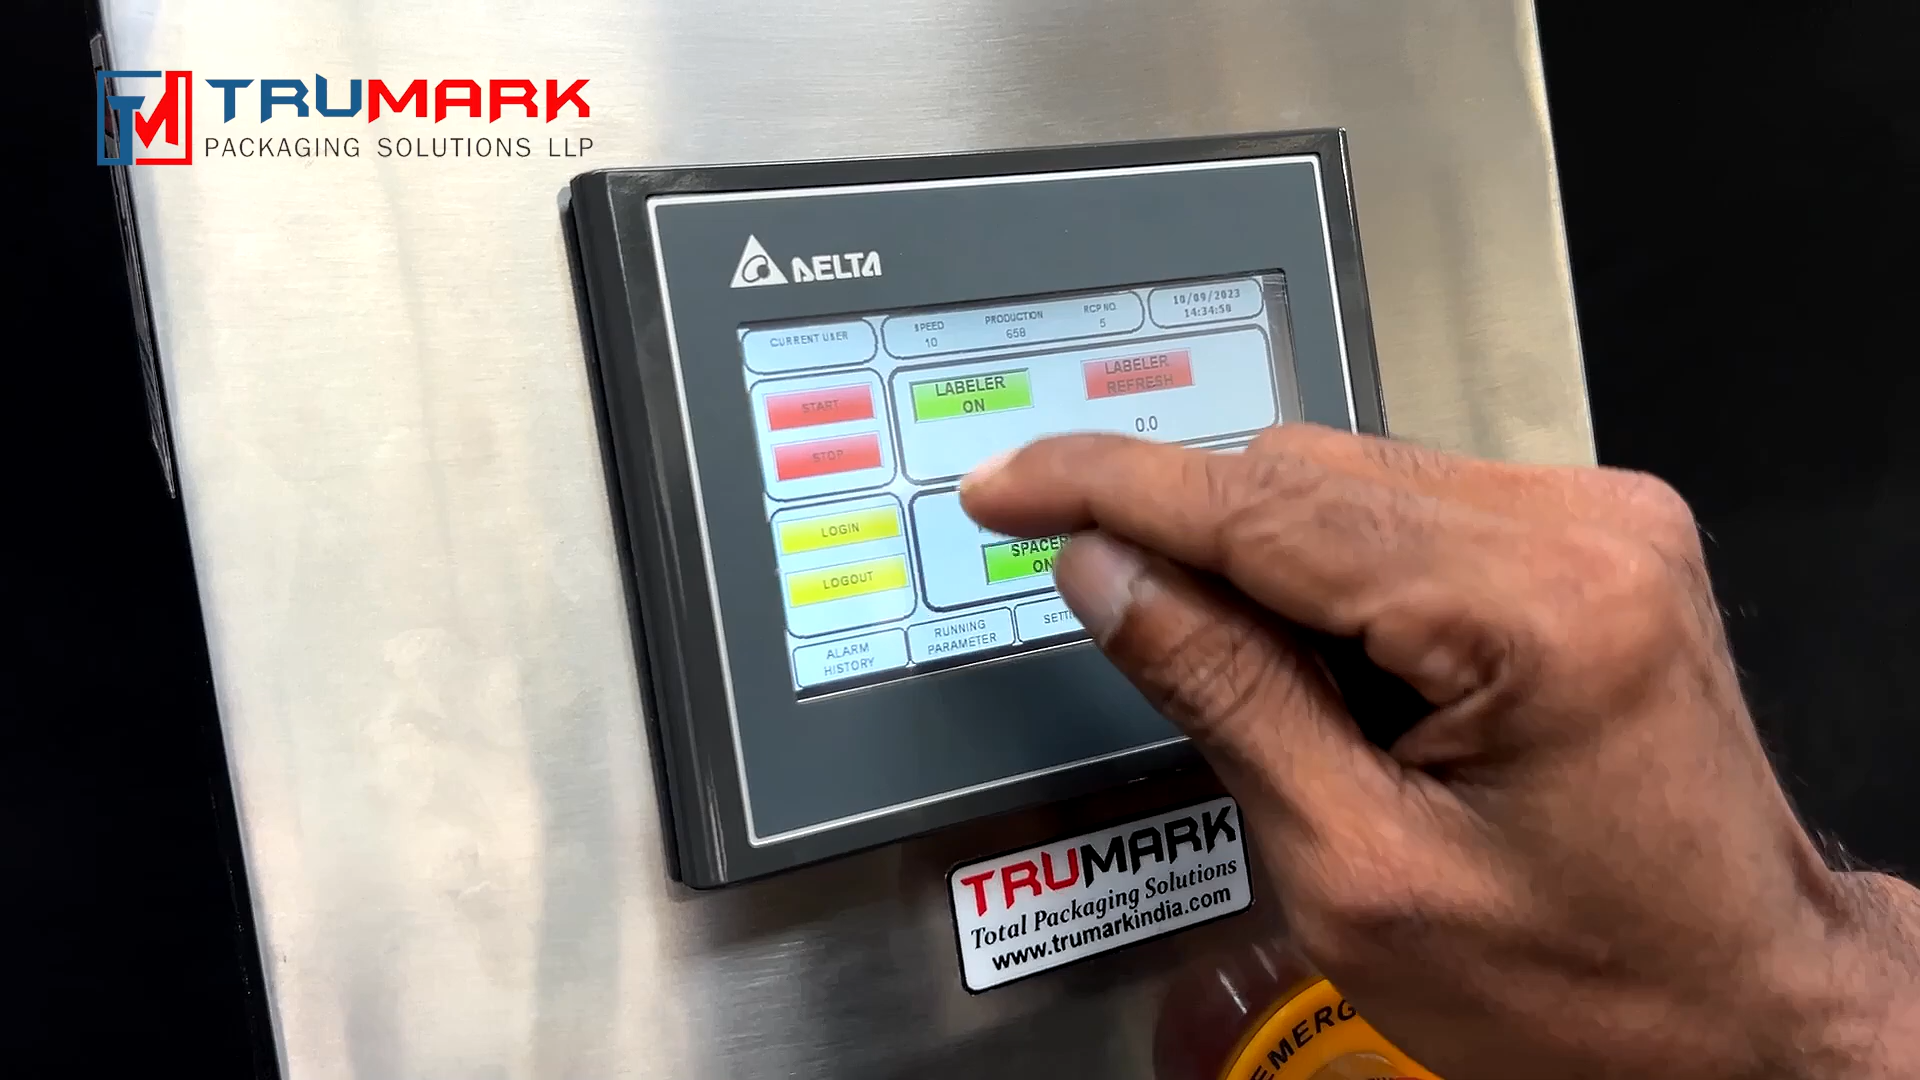 TRUMARK
PACKAGING SOLUTIONS LLP
DELTA
CURRENT USER
SPEED
10
PRODUCTION
658
RCP NO.
5
10/09/2023
14:34:50
START
STOP
LABELER
ON
LABELER
REFRESH
0.0
LOGIN
LOGOUT
SPACER
ON
ALARM
HISTORY
RUNNING
PARAMETER
SETTI
TRUMARK
Total Packaging Solutions
www.trumarkindia.com
EMERG